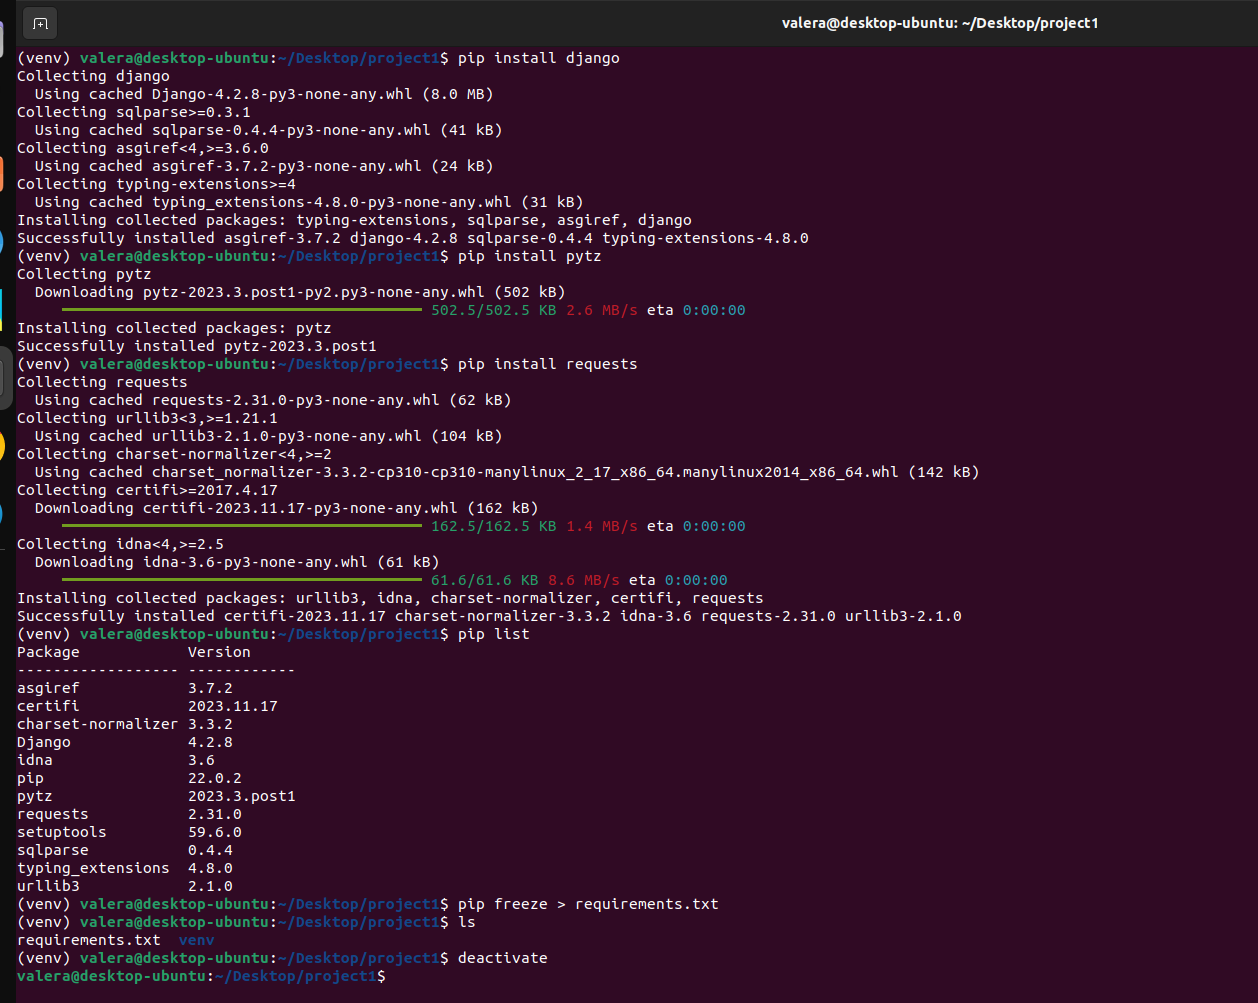 valera@desktop-ubuntu: ~/Desktop/project1
(venv) valera@desktop-ubuntu:~/Desktop/project1$ pip install django
Collecting django
  Using cached Django-4.2.8-py3-none-any.whl (8.0 MB)
Collecting sqlparse>=0.3.1
  Using cached sqlparse-0.4.4-py3-none-any.whl (41 kB)
Collecting asgiref<4,>=3.6.0
  Using cached asgiref-3.7.2-py3-none-any.whl (24 kB)
Collecting typing-extensions>=4
  Using cached typing_extensions-4.8.0-py3-none-any.whl (31 kB)
Installing collected packages: typing-extensions, sqlparse, asgiref, django
Successfully installed asgiref-3.7.2 django-4.2.8 sqlparse-0.4.4 typing-extensions-4.8.0
(venv) valera@desktop-ubuntu:~/Desktop/project1$ pip install pytz
Collecting pytz
  Downloading pytz-2023.3.post1-py2.py3-none-any.whl (502 kB)
502.5/502.5 KB 2.6 MB/s eta 0:00:00
Installing collected packages: pytz
Successfully installed pytz-2023.3.post1
(venv) valera@desktop-ubuntu:~/Desktop/project1$ pip install requests
Collecting requests
  Using cached requests-2.31.0-py3-none-any.whl (62 kB)
Collecting urllib3<3,>=1.21.1
  Using cached urllib3-2.1.0-py3-none-any.whl (104 kB)
Collecting charset-normalizer<4,>=2
  Using cached charset_normalizer-3.3.2-cp310-cp310-manylinux_2_17_x86_64.manylinux2014_x86_64.whl (142 kB)
Collecting certifi>=2017.4.17
  Downloading certifi-2023.11.17-py3-none-any.whl (162 kB)
162.5/162.5 KB 1.4 MB/s eta 0:00:00
Collecting idna<4,>=2.5
  Downloading idna-3.6-py3-none-any.whl (61 kB)
61.6/61.6 KB 8.6 MB/s eta 0:00:00
Installing collected packages: urllib3, idna, charset-normalizer, certifi, requests
Successfully installed certifi-2023.11.17 charset-normalizer-3.3.2 idna-3.6 requests-2.31.0 urllib3-2.1.0
(venv) valera@desktop-ubuntu:~/Desktop/project1$ pip list
Package            Version
------------------ ------------
asgiref            3.7.2
certifi            2023.11.17
charset-normalizer 3.3.2
Django             4.2.8
idna               3.6
pip                22.0.2
pytz               2023.3.post1
requests           2.31.0
setuptools         59.6.0
sqlparse           0.4.4
typing_extensions  4.8.0
urllib3            2.1.0
(venv) valera@desktop-ubuntu:~/Desktop/project1$ pip freeze > requirements.txt
(venv) valera@desktop-ubuntu:~/Desktop/project1$ ls
requirements.txt  venv
(venv) valera@desktop-ubuntu:~/Desktop/project1$ deactivate
valera@desktop-ubuntu:~/Desktop/project1$